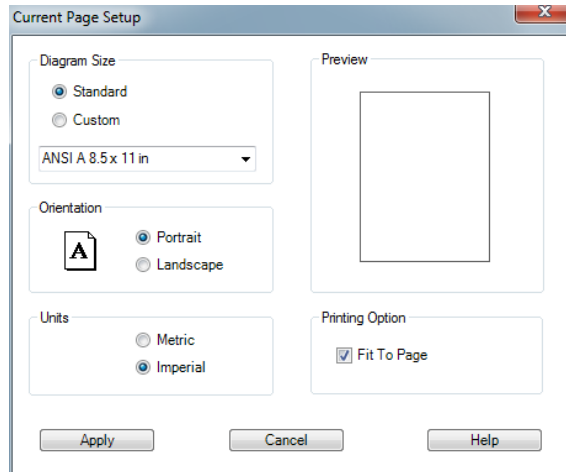 Current Page Setup
Diagram Size
Standard
Custom
ANSI A 8.5 x 11 in
Orientation
A
Portrait
Landscape
Units
Metric
Imperial
Preview
Printing Option
Fit To Page
Apply
Cancel
Help